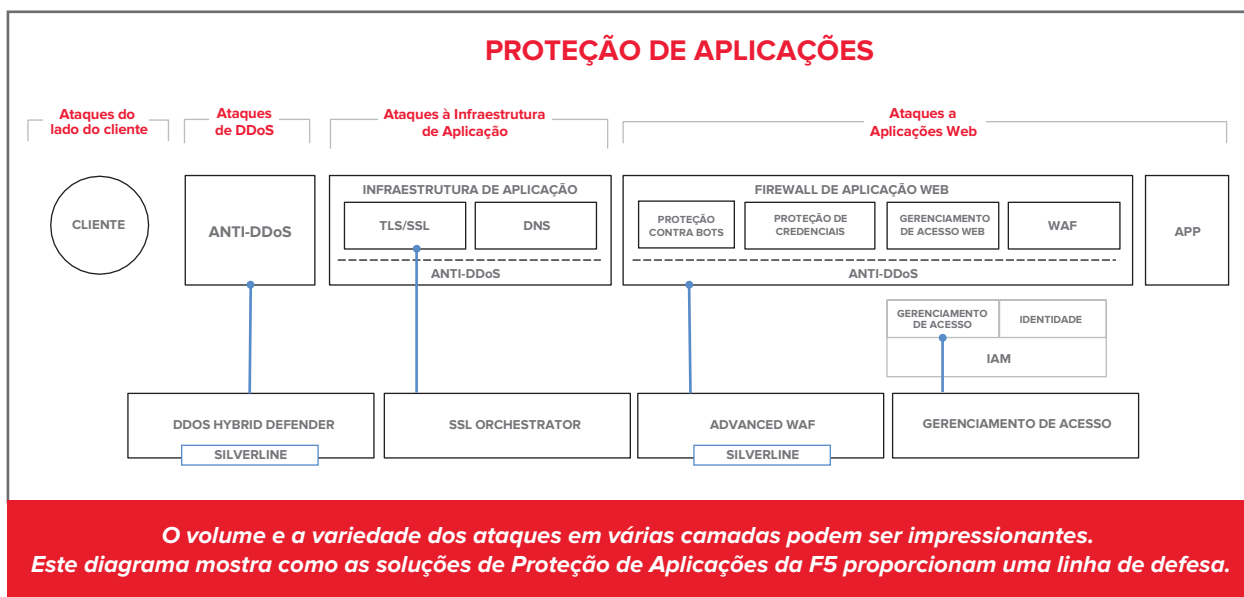 PROTEÇÃO DE APLICAÇÕES
Ataques do
lado do cliente
Ataques
de DDoS
Ataques à Infraestrutura
de Aplicação
Ataques a
Aplicações Web
CLIENTE
ANTI-DDoS
INFRAESTRUTURA DE APLICAÇÃO
TLS/SSL
DNS
ANTI-DDoS
FIREWALL DE APLICAÇÃO WEB
PROTEÇÃO
CONTRA BOTS
PROTEÇÃO DE
CREDENCIAIS
GERENCIAMENTO
DE ACESSO WEB
WAF
ANTI-DDoS
APP
GERENCIAMENTO
DE ACESSO
IDENTIDADE
IAM
DDOS HYBRID DEFENDER
SILVERLINE
SSL ORCHESTRATOR
ADVANCED WAF
SILVERLINE
GERENCIAMENTO DE ACESSO
O volume e a variedade dos ataques em várias camadas podem ser impressionantes.
Este diagrama mostra como as soluções de Proteção de Aplicações da F5 proporcionam uma linha de defesa.